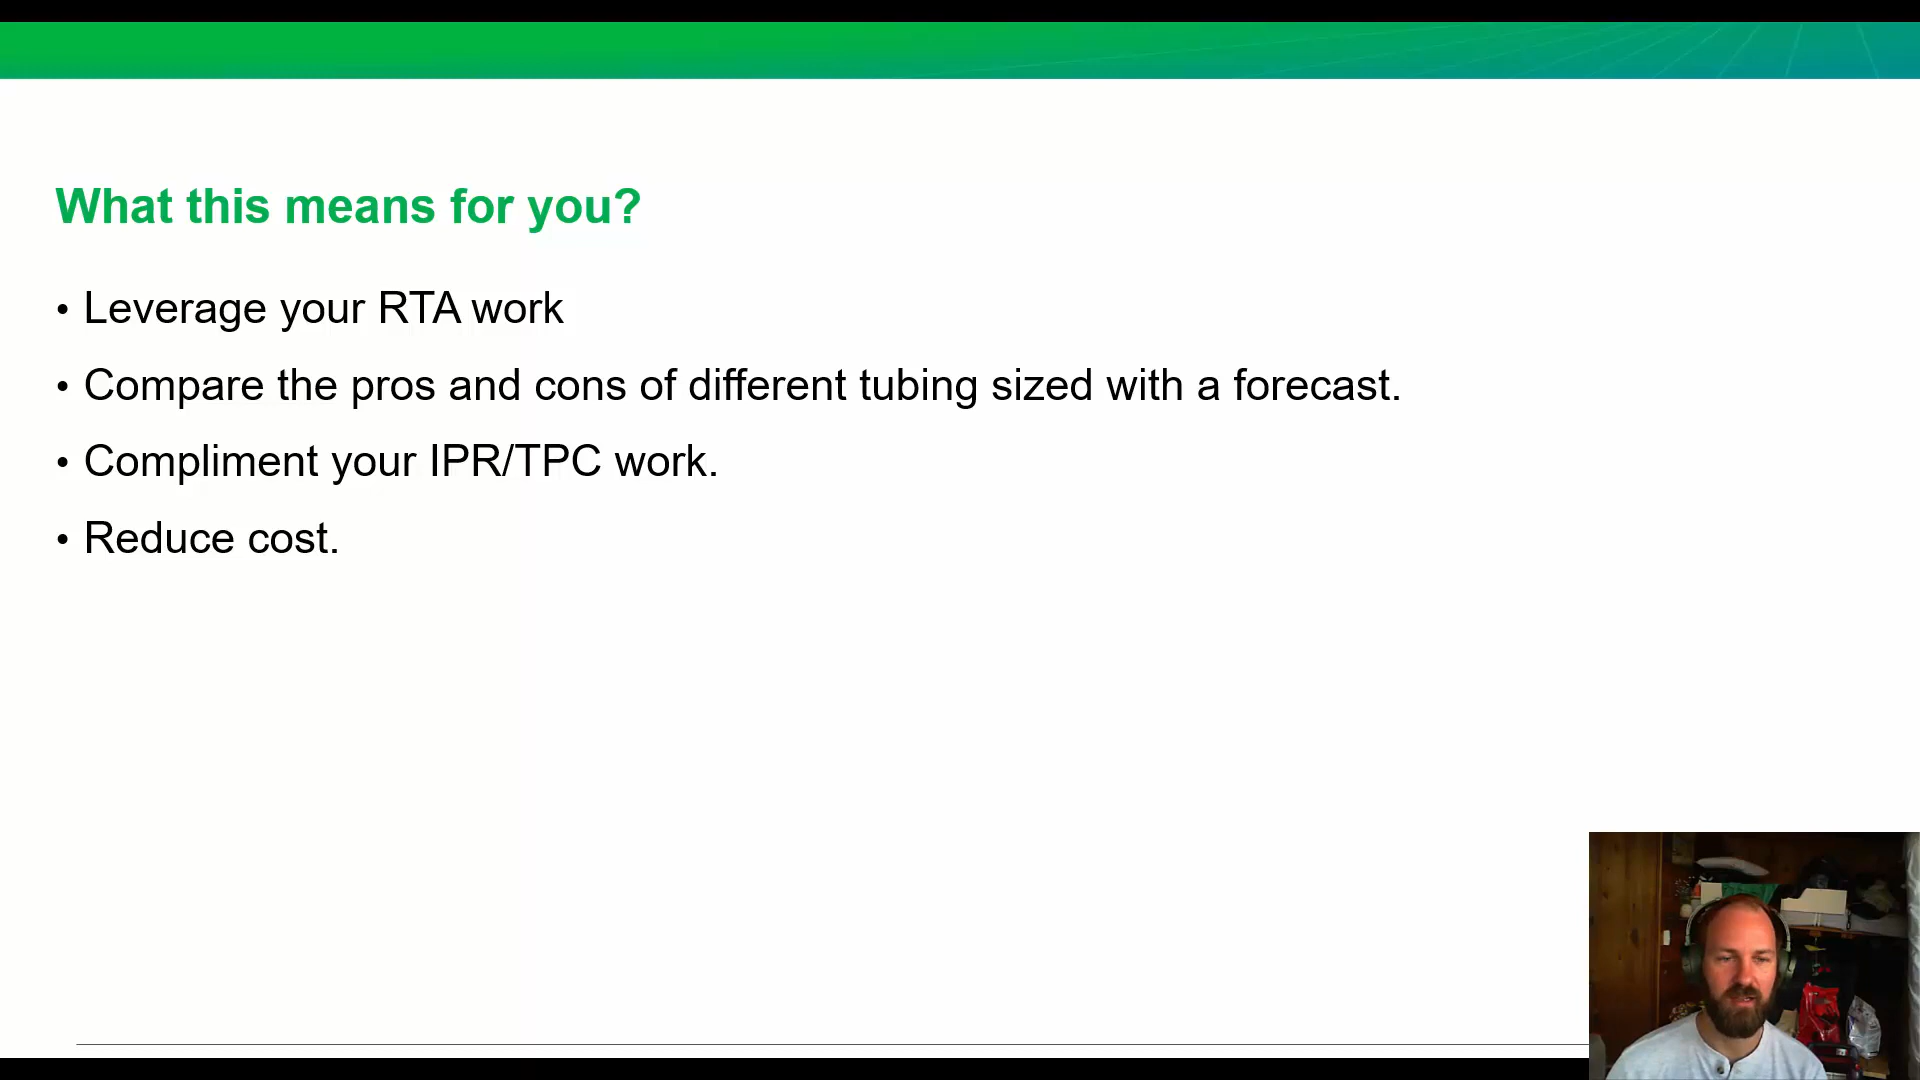 What this means for you?
• Leverage your RTA work
• Compare the pros and cons of different tubing sized with a forecast.
• Compliment your IPR/TPC work.
• Reduce cost.